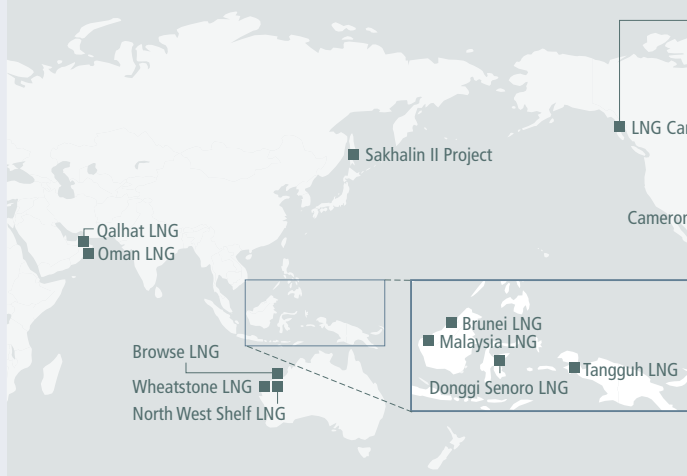 LNG
Sakhalin II Project
Cameron
Qalhat LNG
Oman LNG
Brunei LNG
Malaysia LNG
Browse LNG
Tangguh LNG
Wheatstone LNG
Donggi Senoro LNG
North West Shelf LNG